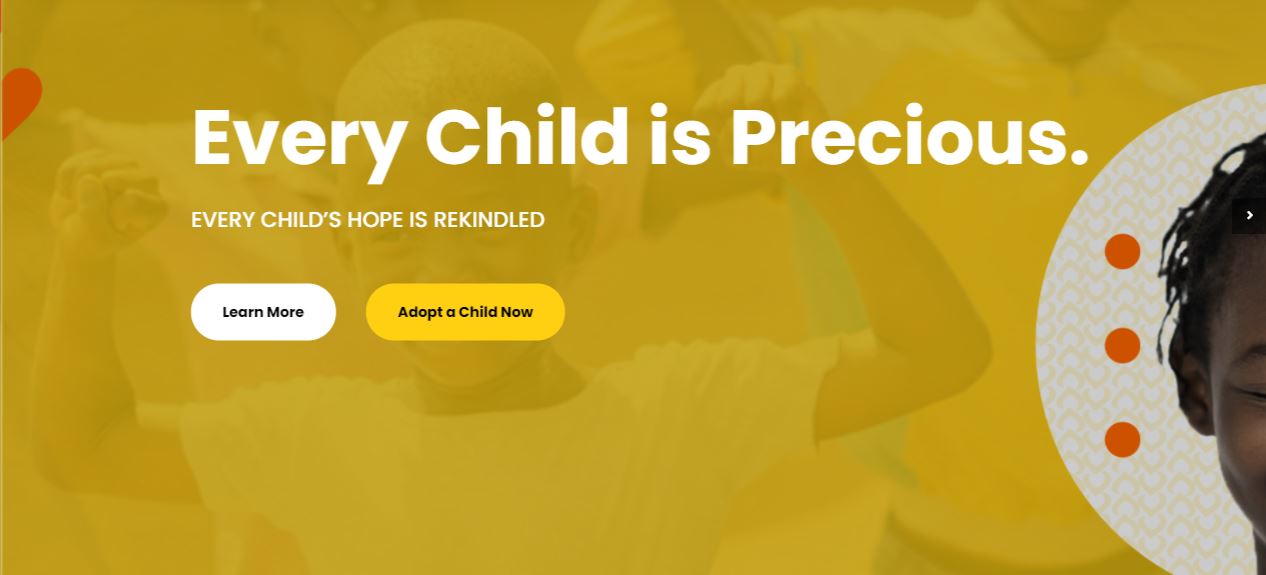 Every Child is Precious.
EVERY CHILD’S HOPE IS REKINDLED
Learn More
Adopt a Child Now